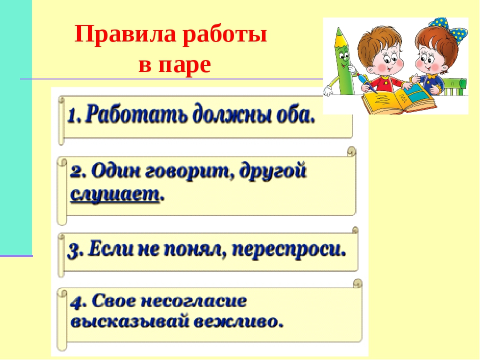 Правила работы
в паре
1. Работать должны оба.
2. Один говорит, другой
слушает.
3. Если не понял, переспроси.
4. Свое несогласие
высказывай вежливо.